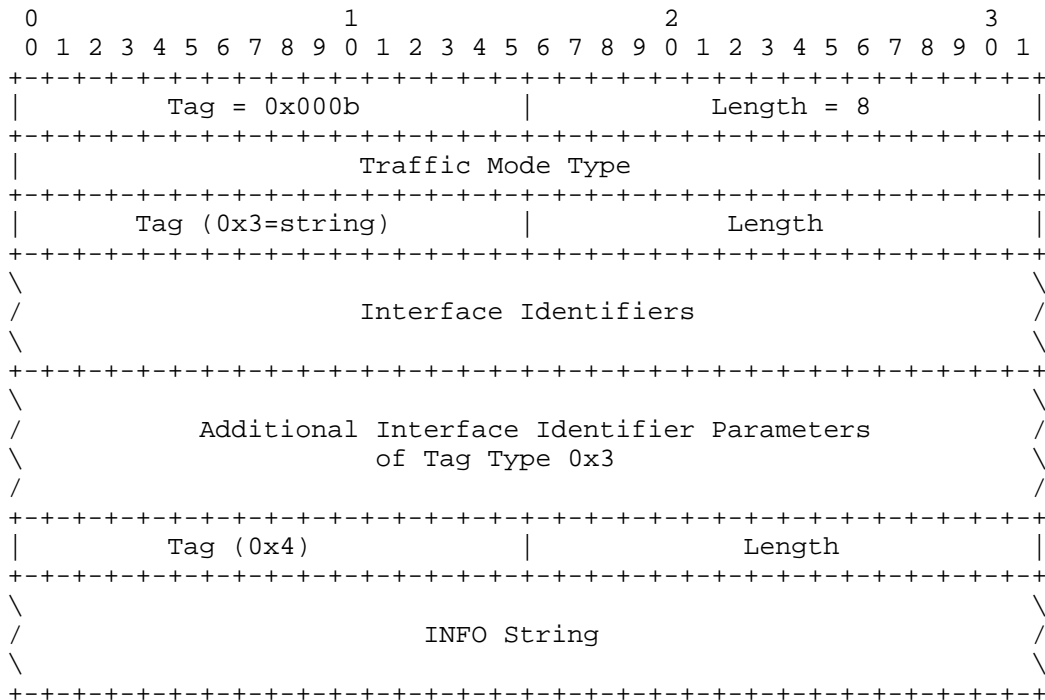 0                   1                   2                   3
0 1 2 3 4 5 6 7 8 9 0 1 2 3 4 5 6 7 8 9 0 1 2 3 4 5 6 7 8 9 0 1
+-+-+-+-+-+-+-+-+-+-+-+-+-+-+-+-+-+-+-+-+-+-+-+-+-+-+-+-+-+-+-+-+
|         Tag = 0x000b          |           Length = 8          |
+-+-+-+-+-+-+-+-+-+-+-+-+-+-+-+-+-+-+-+-+-+-+-+-+-+-+-+-+-+-+-+-+
|                     Traffic Mode Type                         |
+-+-+-+-+-+-+-+-+-+-+-+-+-+-+-+-+-+-+-+-+-+-+-+-+-+-+-+-+-+-+-+-+
|       Tag (0x3=string)        |            Length             |
+-+-+-+-+-+-+-+-+-+-+-+-+-+-+-+-+-+-+-+-+-+-+-+-+-+-+-+-+-+-+-+-+
\                                                               \
/                     Interface Identifiers                     /
\                                                               \
+-+-+-+-+-+-+-+-+-+-+-+-+-+-+-+-+-+-+-+-+-+-+-+-+-+-+-+-+-+-+-+-+
\                                                               \
/           Additional Interface Identifier Parameters          /
\                      of Tag Type 0x3                          \
/                                                               /
+-+-+-+-+-+-+-+-+-+-+-+-+-+-+-+-+-+-+-+-+-+-+-+-+-+-+-+-+-+-+-+-+
|         Tag (0x4)             |             Length            |
+-+-+-+-+-+-+-+-+-+-+-+-+-+-+-+-+-+-+-+-+-+-+-+-+-+-+-+-+-+-+-+-+
\                                                               \
/                         INFO String                           /
\                                                               \
+-+-+-+-+-+-+-+-+-+-+-+-+-+-+-+-+-+-+-+-+-+-+-+-+-+-+-+-+-+-+-+-+